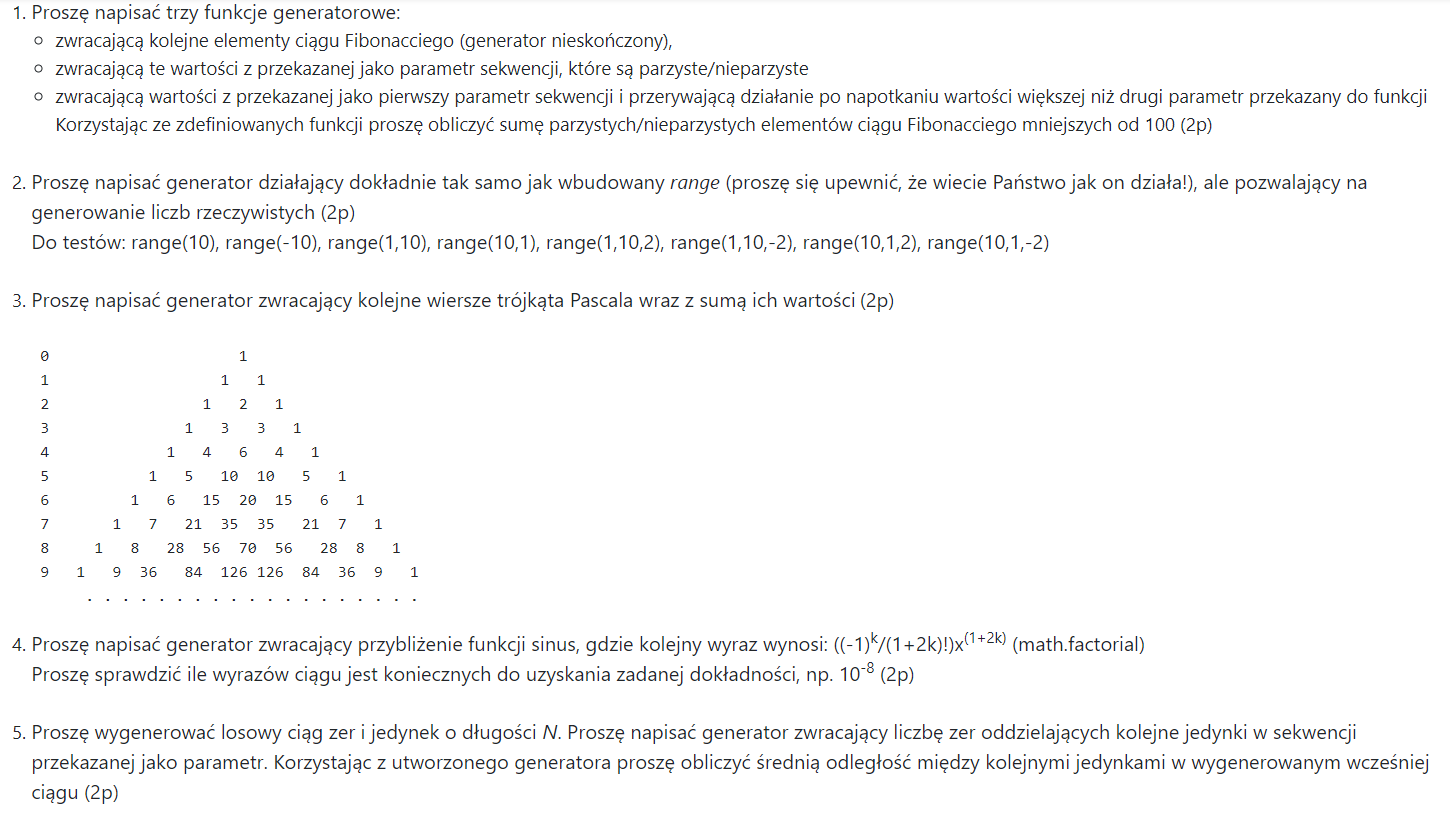 1. Proszę napisać trzy funkcje generatorowe:
○ zwracającą kolejne elementy ciągu Fibonacciego (generator nieskończony),
○ zwracającą te wartości z przekazanej jako parametr sekwencji, które są parzyste/nieparzyste
○ zwracającą wartości z przekazanej jako pierwszy parametr sekwencji i przerywającą działanie po napotkaniu wartości większej niż drugi parametr przekazany do funkcji
Korzystając ze zdefiniowanych funkcji proszę obliczyć sumę parzystych/nieparzystych elementów ciągu Fibonacciego mniejszych od 100 (2p)
2. Proszę napisać generator działający dokładnie tak samo jak wbudowany range (proszę się upewnić, że wiecie Państwo jak on działa!), ale pozwalający na
generowanie liczb rzeczywistych (2p)
Do testów: range(10), range(-10), range(1,10), range(10,1), range(1,10,2), range(1,10,-2), range(10,1,2), range(10,1,-2)
3. Proszę napisać generator zwracający kolejne wiersze trójkąta Pascala wraz z sumą ich wartości (2p)
0 1
1 1 1
2 1 2 1
3 1 3 3 1
4 1 4 6 4 1
5 1 5 10 10 5 1
6 1 6 15 20 15 6 1
7 1 7 21 35 35 21 7 1
8 1 8 28 56 70 56 28 8 1
9 1 9 36 84 126 126 84 36 9 1
. . . . . . . . . . . . . . . . . . .
4. Proszę napisać generator zwracający przybliżenie funkcji sinus, gdzie kolejny wyraz wynosi: ((-1)^k/(1+2k)!)x^(1+2k) (math.factorial)
Proszę sprawdzić ile wyrazów ciągu jest koniecznych do uzyskania zadanej dokładności, np. 10^-8 (2p)
5. Proszę wygenerować losowy ciąg zer i jedynek o długości N. Proszę napisać generator zwracający liczbę zer oddzielających kolejne jedynki w sekwencji
przekazanej jako parametr. Korzystając z utworzonego generatora proszę obliczyć średnią odległość między kolejnymi jedynkami w wygenerowanym wcześniej
ciągu (2p)